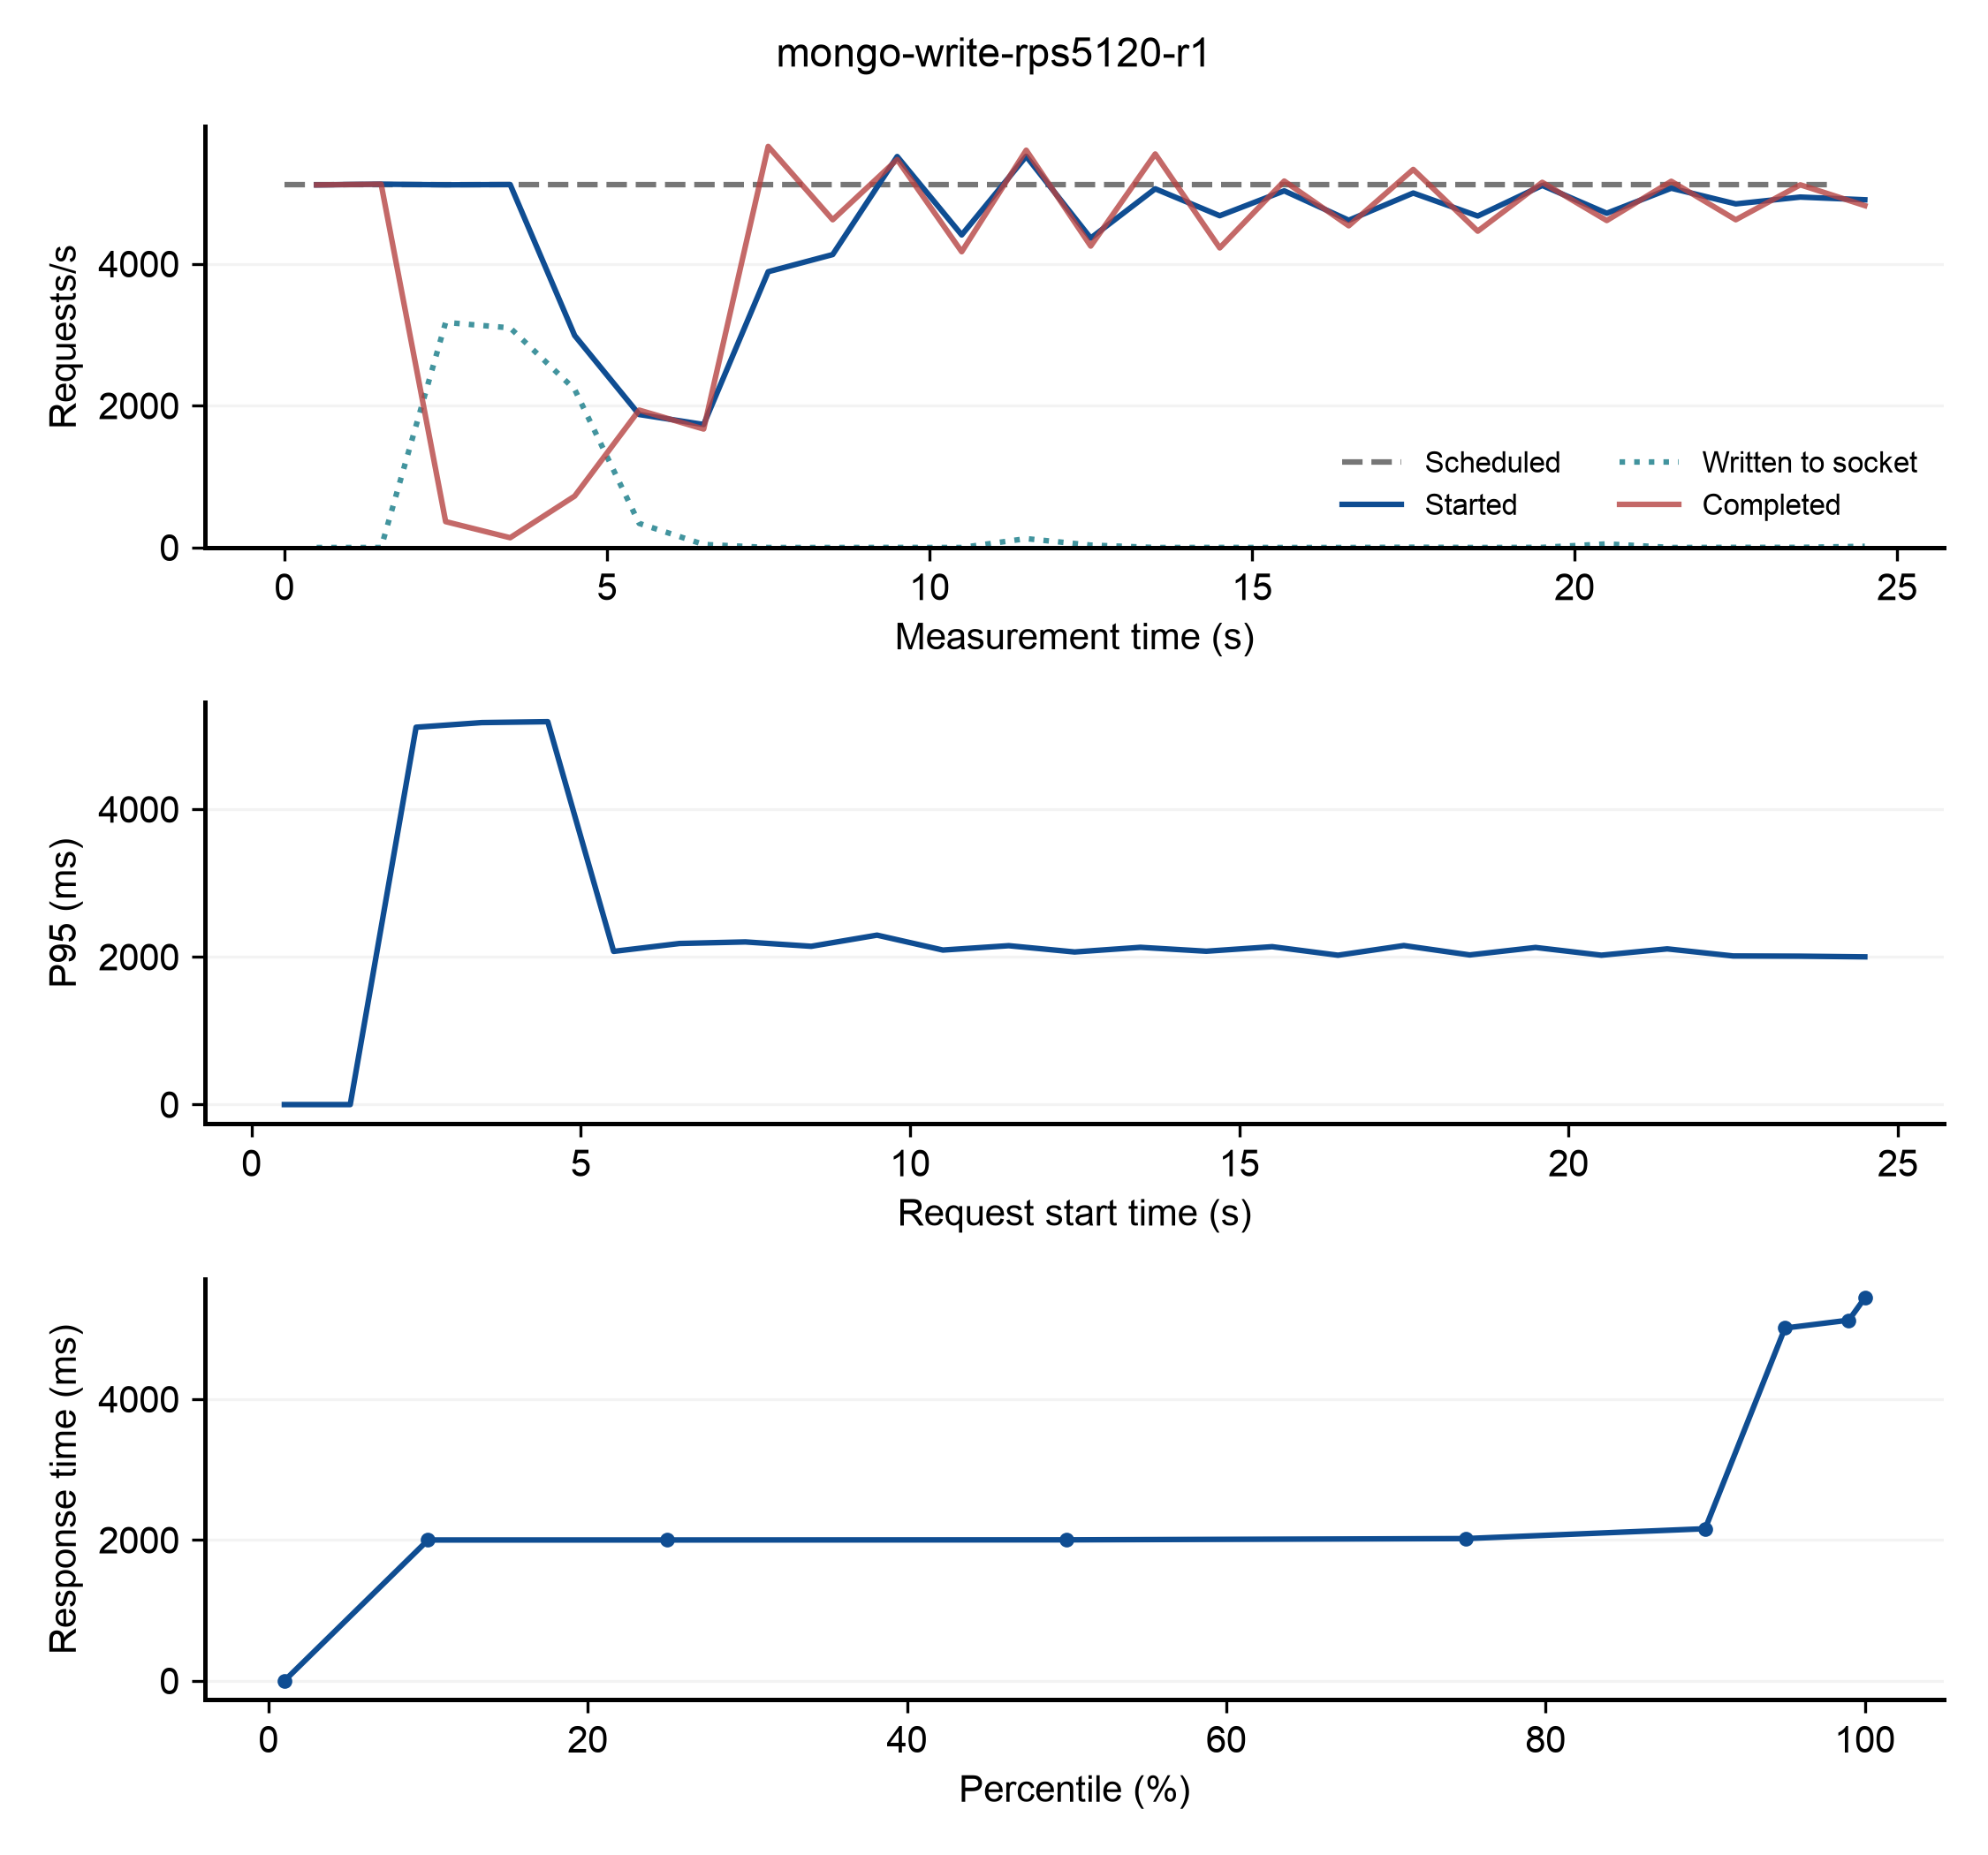 mongo-write-rps5120-r1
Requests/s
4000
2000
0
Scheduled
Written to socket
Started
Completed
0 5 10 15 20 25
Measurement time (s)
P95 (ms)
4000
2000
0
0 5 10 15 20 25
Request start time (s)
Response time (ms)
4000
2000
0
0 20 40 60 80 100
Percentile (%)